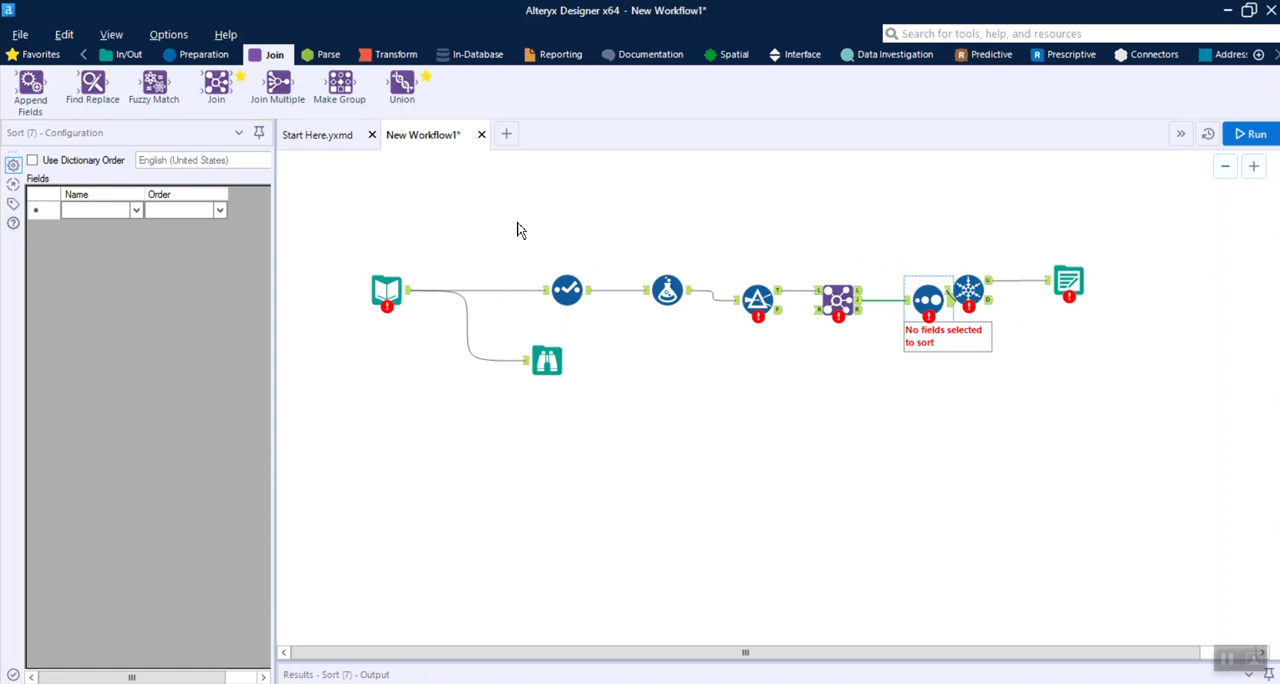 a Alteryx Designer x64 - New Workflow1*
File Edit View Options Help Search for tools, help, and resources
Favorites In/Out Preparation Join Parse Transform In-Database Reporting Documentation Spatial Interface Data Investigation R Predictive R Prescriptive Connectors Address
Append Fields
Find Replace
Fuzzy Match
Join
Join Multiple
Make Group
Union
Sort (7) - Configuration
Start Here.yxmd
New Workflow1*
Run
Use Dictionary Order English (United States)
Fields
Name Order
T
F
L
R
L
J
R
U
D
No fields selected
to sort
Results - Sort (7) - Output